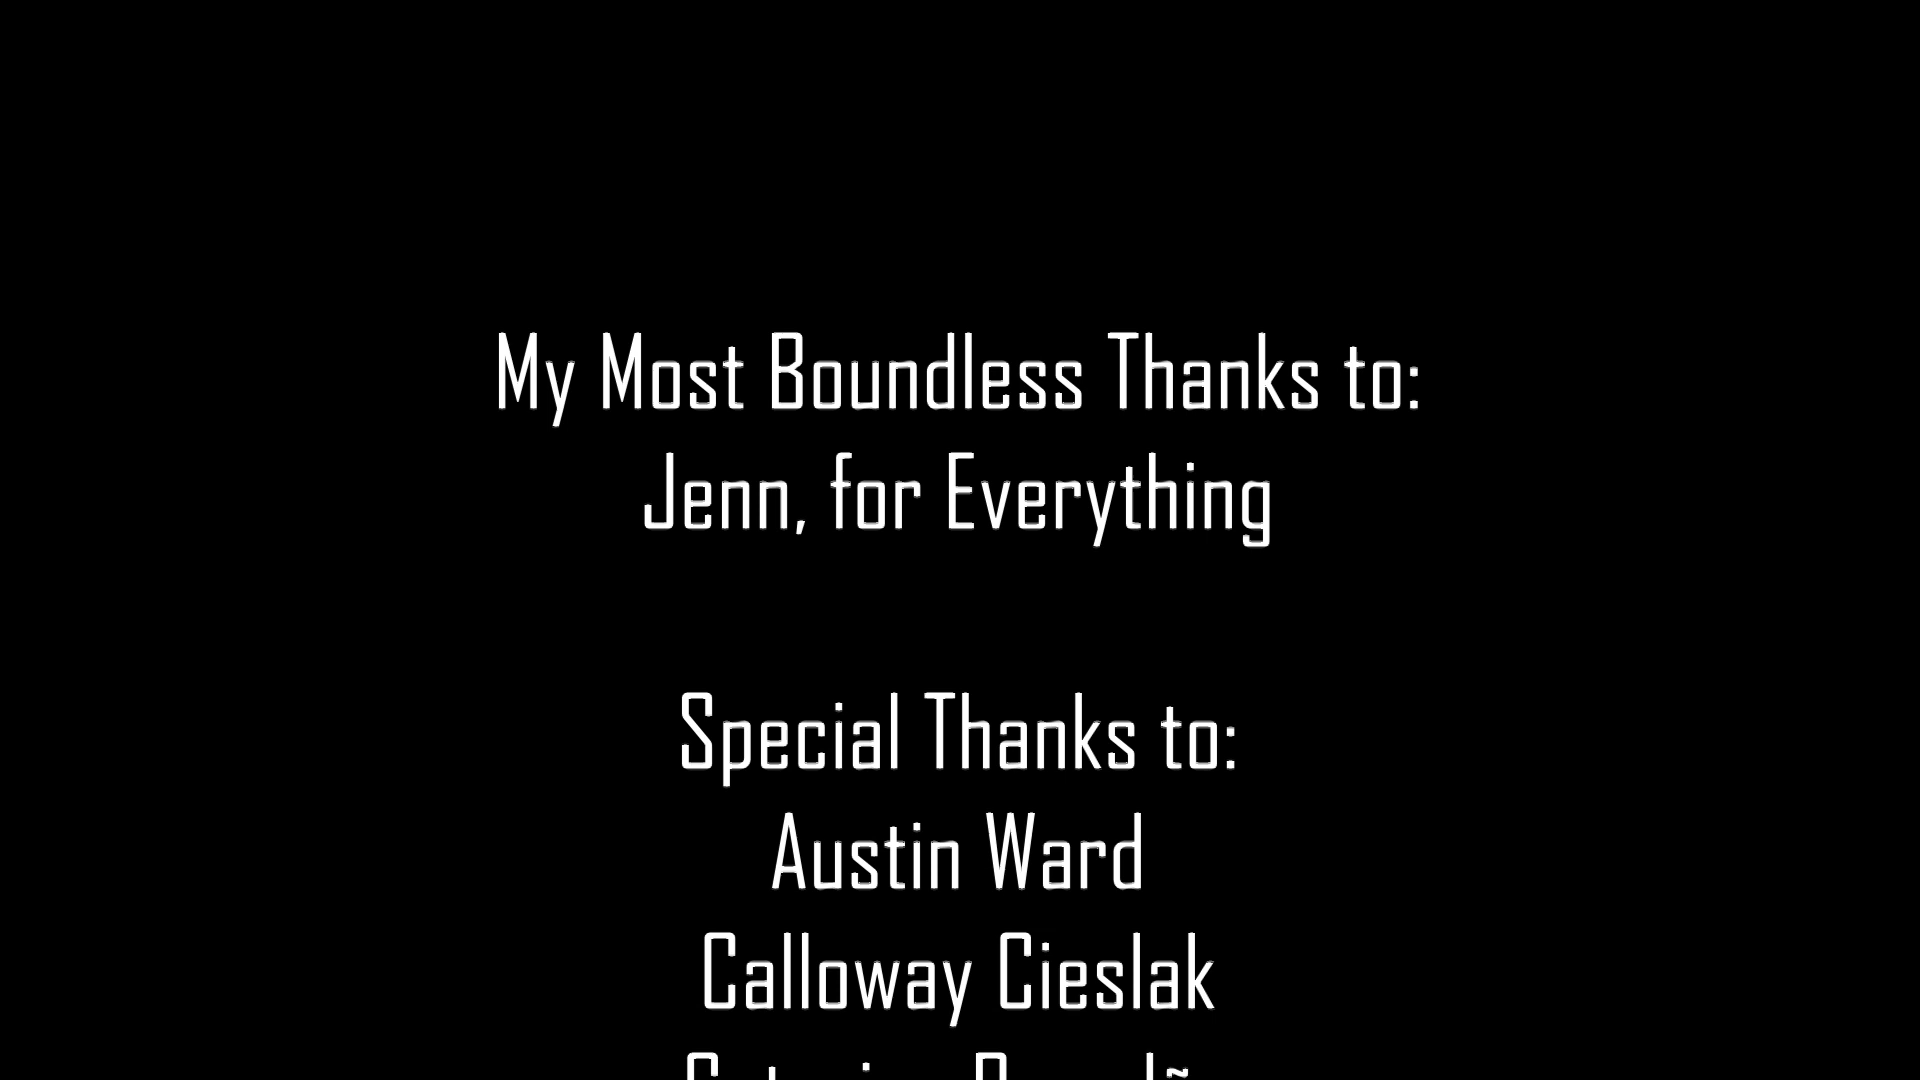 My Most Boundless Thanks to:
Jenn, for Everything
Special Thanks to:
Austin Ward
Calloway Cieslak